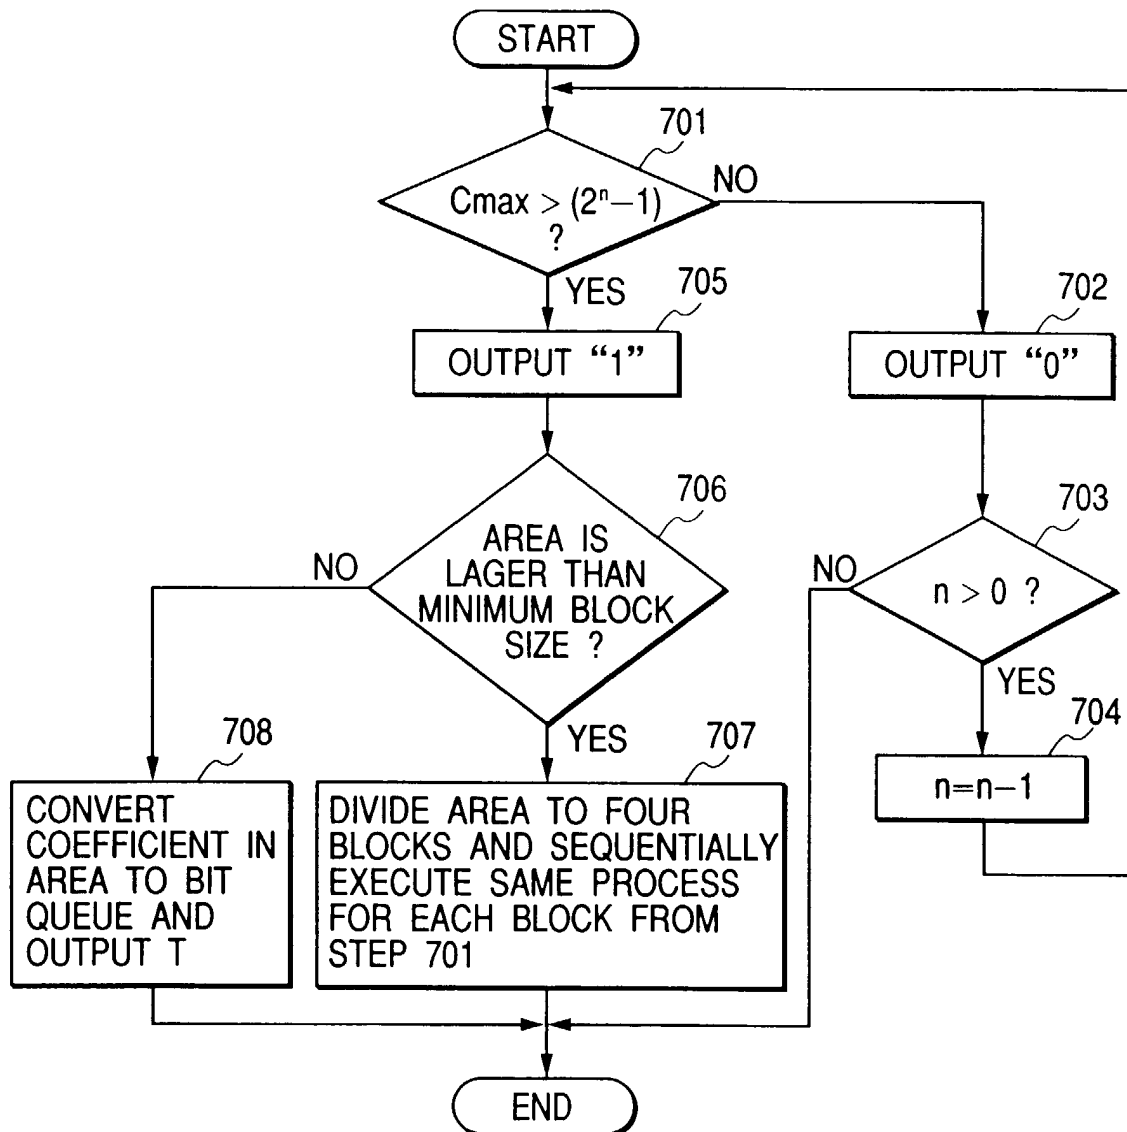 START
701
Cmax > (2ⁿ−1)
?
NO
YES
705
OUTPUT “1”
702
OUTPUT “0”
706
AREA IS
LAGER THAN
MINIMUM BLOCK
SIZE ?
NO
YES
703
n > 0 ?
NO
YES
704
n=n−1
708
CONVERT
COEFFICIENT IN
AREA TO BIT
QUEUE AND
OUTPUT T
707
DIVIDE AREA TO FOUR
BLOCKS AND SEQUENTIALLY
EXECUTE SAME PROCESS
FOR EACH BLOCK FROM
STEP 701
END